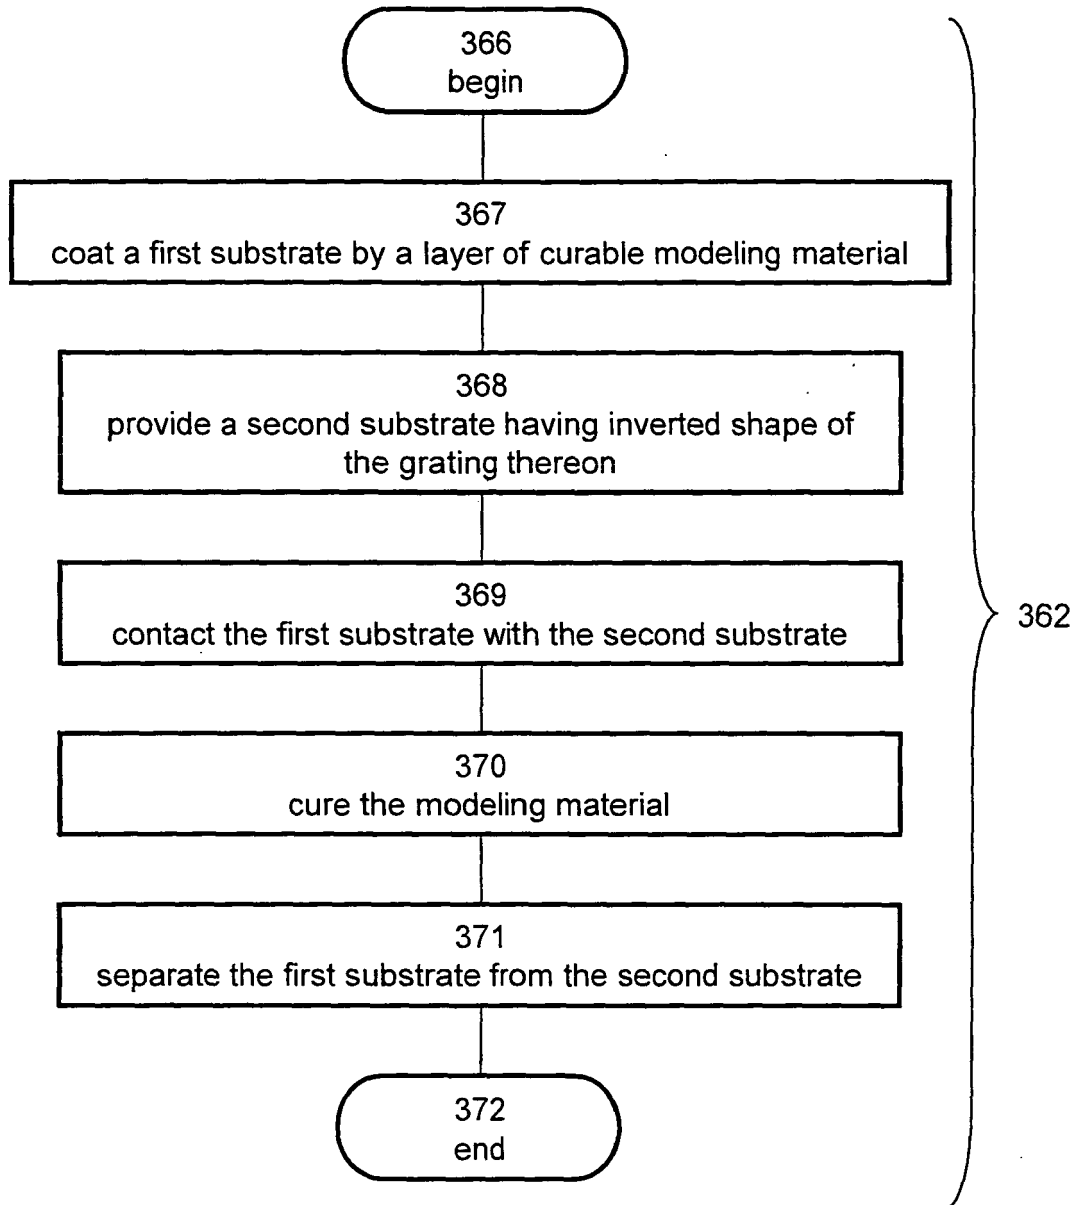 366
begin
367
coat a first substrate by a layer of curable modeling material
368
provide a second substrate having inverted shape of
the grating thereon
369
contact the first substrate with the second substrate
362
370
cure the modeling material
371
separate the first substrate from the second substrate
372
end